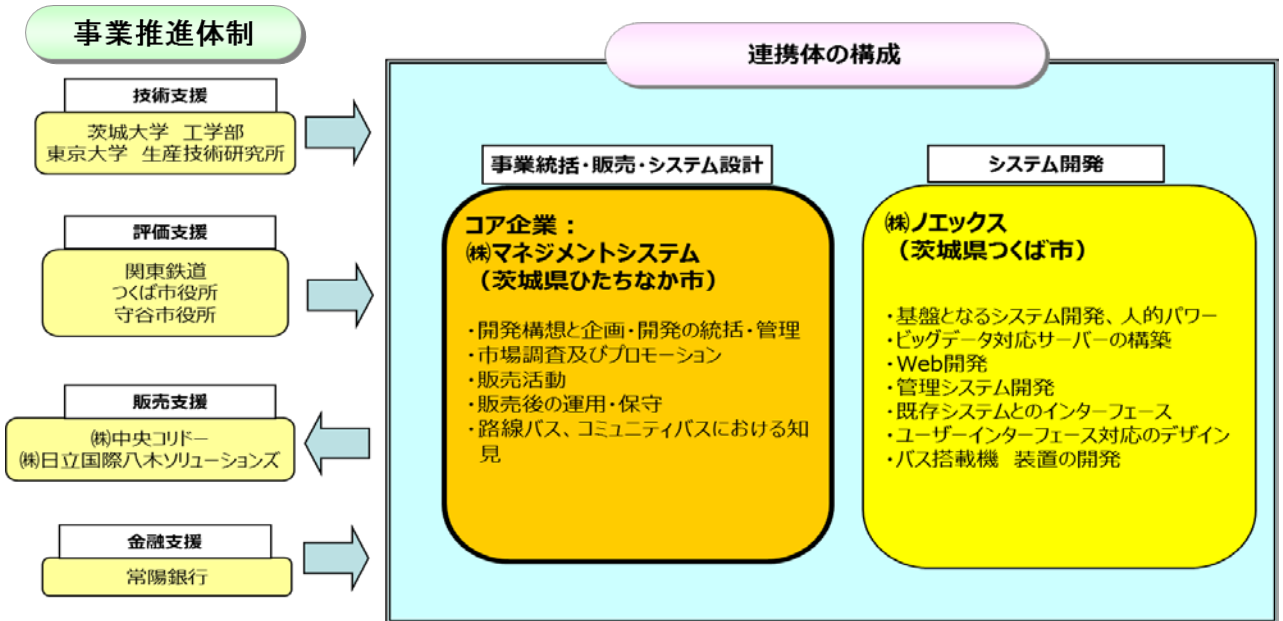 事業推進体制
技術支援
茨城大学 工学部
東京大学 生産技術研究所
評価支援
関東鉄道
つくば市役所
守谷市役所
販売支援
㈱中央コリドー
㈱日立国際八木ソリューションズ
金融支援
常陽銀行
連携体の構成
事業統括・販売・システム設計
コア企業：
㈱マネジメントシステム
（茨城県ひたちなか市）
・開発構想と企画・開発の統括・管理
・市場調査及びプロモーション
・販売活動
・販売後の運用・保守
・路線バス、コミュニティバスにおける知
見
システム開発
㈱ノエックス
（茨城県つくば市）
・基盤となるシステム開発、人的パワー
・ビッグデータ対応サーバーの構築
・Web開発
・管理システム開発
・既存システムとのインターフェース
・ユーザーインターフェース対応のデザイン
・バス搭載機 装置の開発